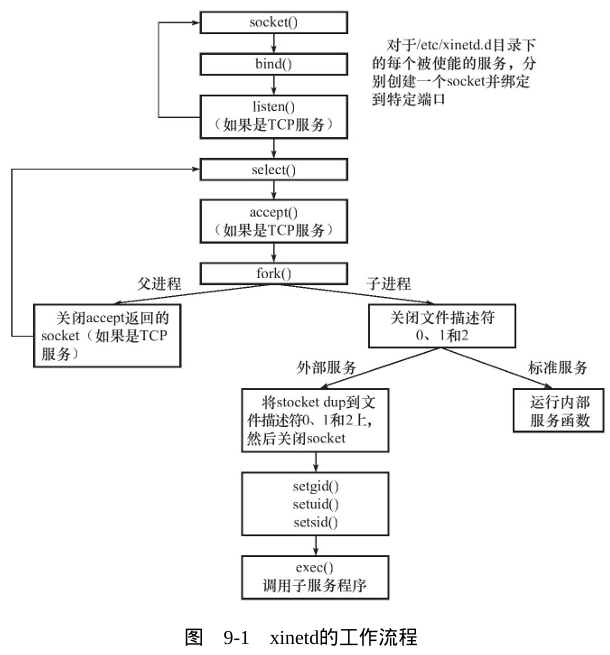 socket()
对于/etc/xinetd.d目录下
的每个被使能的服务，分
别创建一个socket并绑定
到特定端口
bind()
listen()
（如果是TCP服务）
select()
accept()
（如果是TCP服务）
fork()
父进程
子进程
关闭accept返回的
socket（如果是TCP
服务）
关闭文件描述符
0、1和2
外部服务
标准服务
将stocket dup到文
件描述符0、1和2上，
然后关闭socket
运行内部
服务函数
setgid()
setuid()
setsid()
exec()
调用子服务程序
图 9-1 xinetd的工作流程